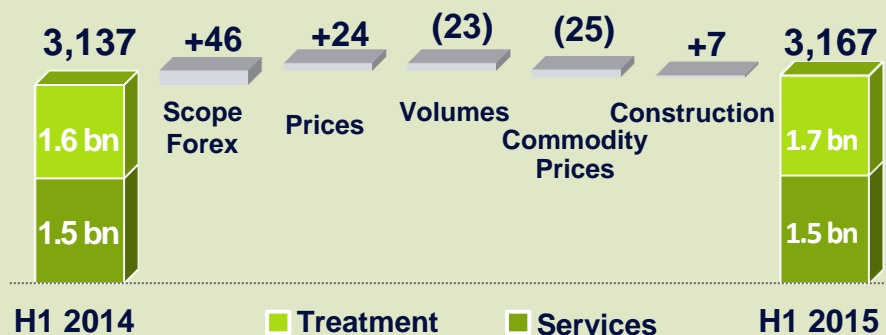 3,137
+46
+24
(23)
(25)
+7
3,167
Scope
Forex
Prices
Volumes
Commodity
Prices
Construction
1.6 bn
1.5 bn
1.7 bn
1.5 bn
H1 2014
Treatment
Services
H1 2015